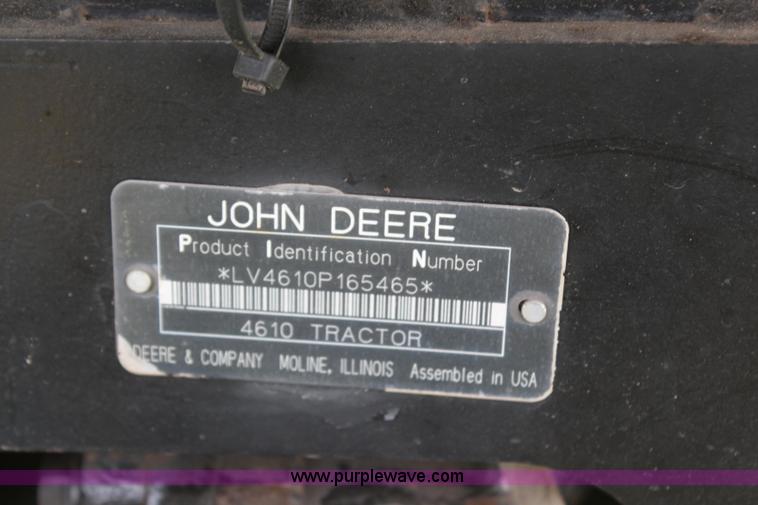 JOHN DEERE
Product Identification Number
*LV4610P165465*
4610 TRACTOR
DEERE & COMPANY MOLINE, ILLINOIS Assembled in USA
www.purplewave.com